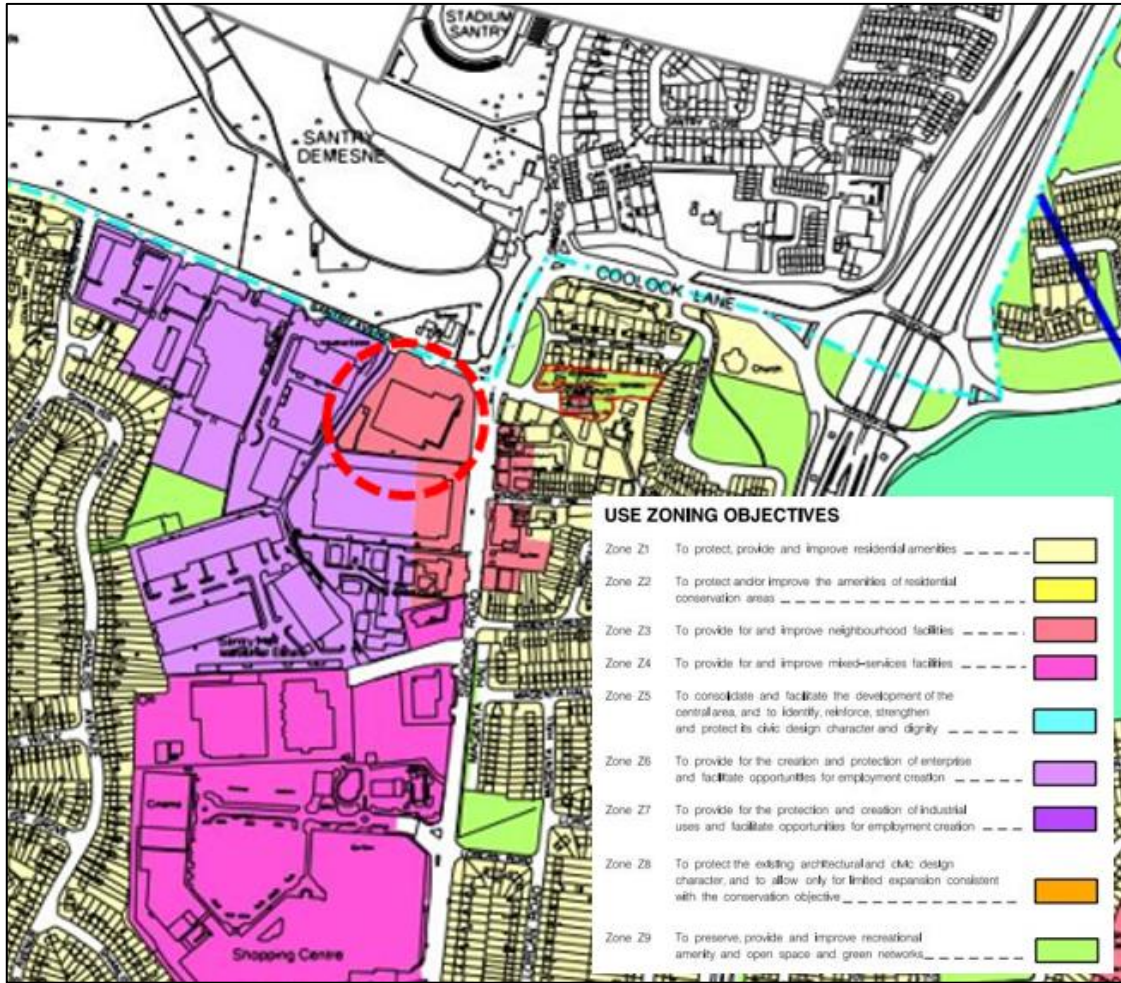 STADIUM
SANTRY
SANTRY
DEMESNE
SANTRY CLOSE
COOLOCK LANE
SANTRY AVENUE
Church
Cinema
Shopping Centre
USE ZONING OBJECTIVES
Zone Z1 To protect, provide and improve residential amenities
Zone Z2 To protect and/or improve the amenities of residential
conservation areas
Zone Z3 To provide for and improve neighbourhood facilities
Zone Z4 To provide for and improve mixed-services facilities
Zone Z5 To consolidate and facilitate the development of the
central area, and to identify, reinforce, strengthen
and protect its civic design character and dignity
Zone Z6 To provide for the creation and protection of enterprise
and facilitate opportunities for employment creation
Zone Z7 To provide for the protection and creation of industrial
uses and facilitate opportunities for employment creation
Zone Z8 To protect the existing architectural and civic design
character, and to allow only for limited expansion consistent
with the conservation objective
Zone Z9 To preserve, provide and improve recreational
amenity and open space and green networks